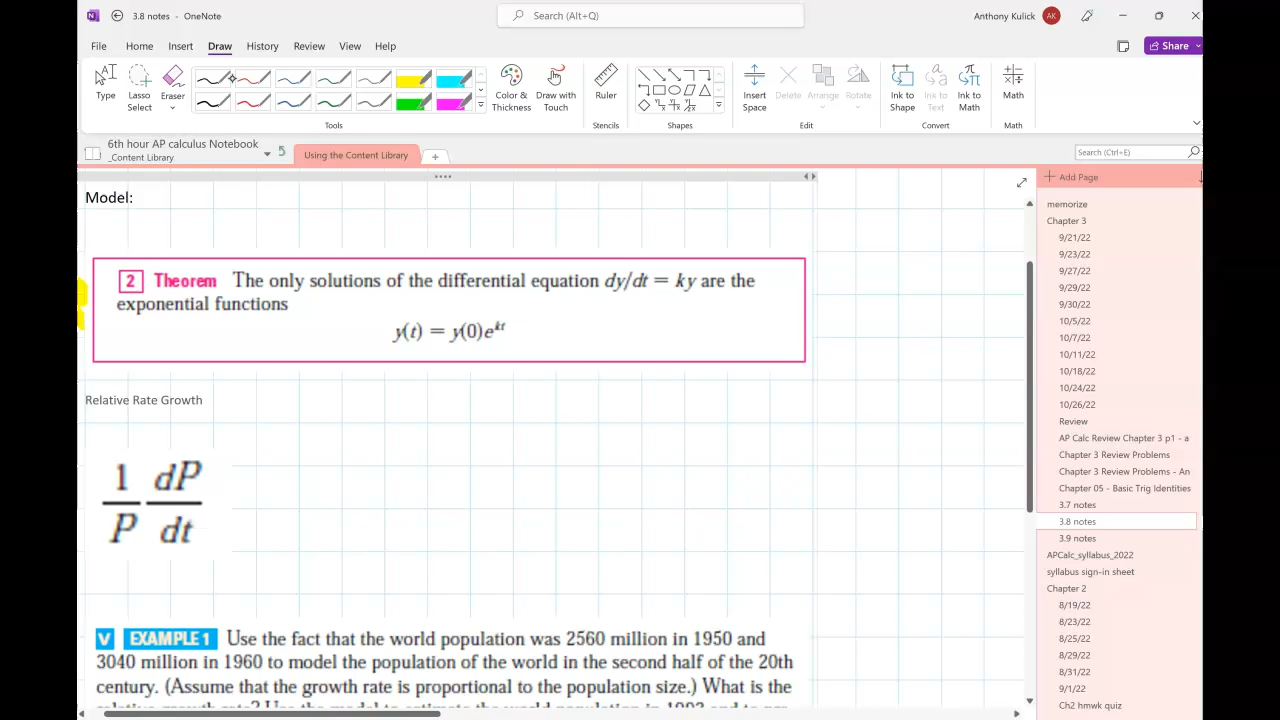 3.8 notes - OneNote
Search (Alt+Q)
Anthony Kulick
AK
File Home Insert Draw History Review View Help
Share
Type
Lasso Select
Eraser
Color & Thickness
Draw with Touch
Ruler
Insert Space
Delete
Arrange
Rotate
Ink to Shape
Ink to Text
Ink to Math
Math
Tools
Stencils
Shapes
Edit
Convert
Math
6th hour AP calculus Notebook
_Content Library
Using the Content Library
Search (Ctrl+E)
Model:
2 Theorem The only solutions of the differential equation dy/dt = ky are the
exponential functions
y(t) = y(0)e^{kt}
Relative Rate Growth
1 dP
P dt
V EXAMPLE 1 Use the fact that the world population was 2560 million in 1950 and
3040 million in 1960 to model the population of the world in the second half of the 20th
century. (Assume that the growth rate is proportional to the population size.) What is the
Add Page
memorize
Chapter 3
9/21/22
9/23/22
9/27/22
9/29/22
9/30/22
10/5/22
10/7/22
10/11/22
10/18/22
10/24/22
10/26/22
Review
AP Calc Review Chapter 3 p1 - a
Chapter 3 Review Problems
Chapter 3 Review Problems - An
Chapter 05 - Basic Trig Identities
3.7 notes
3.8 notes
3.9 notes
APCalc_syllabus_2022
syllabus sign-in sheet
Chapter 2
8/19/22
8/23/22
8/25/22
8/29/22
8/31/22
9/1/22
Ch2 hmwk quiz